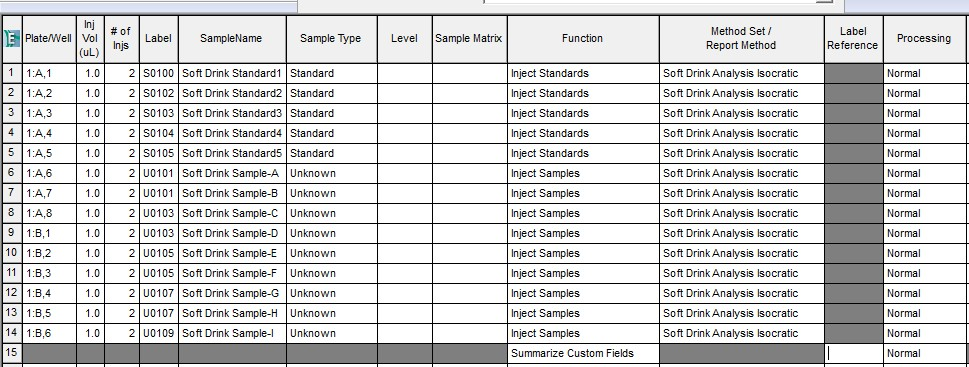 E Plate/Well Inj Vol (uL) # of Injs Label SampleName Sample Type Level Sample Matrix Function Method Set / Report Method Label Reference Processing
1 1:A,1 1.0 2 S0100 Soft Drink Standard1 Standard Inject Standards Soft Drink Analysis Isocratic Normal
2 1:A,2 1.0 2 S0102 Soft Drink Standard2 Standard Inject Standards Soft Drink Analysis Isocratic Normal
3 1:A,3 1.0 2 S0103 Soft Drink Standard3 Standard Inject Standards Soft Drink Analysis Isocratic Normal
4 1:A,4 1.0 2 S0104 Soft Drink Standard4 Standard Inject Standards Soft Drink Analysis Isocratic Normal
5 1:A,5 1.0 2 S0105 Soft Drink Standard5 Standard Inject Standards Soft Drink Analysis Isocratic Normal
6 1:A,6 1.0 2 U0101 Soft Drink Sample-A Unknown Inject Samples Soft Drink Analysis Isocratic Normal
7 1:A,7 1.0 2 U0101 Soft Drink Sample-B Unknown Inject Samples Soft Drink Analysis Isocratic Normal
8 1:A,8 1.0 2 U0103 Soft Drink Sample-C Unknown Inject Samples Soft Drink Analysis Isocratic Normal
9 1:B,1 1.0 2 U0103 Soft Drink Sample-D Unknown Inject Samples Soft Drink Analysis Isocratic Normal
10 1:B,2 1.0 2 U0105 Soft Drink Sample-E Unknown Inject Samples Soft Drink Analysis Isocratic Normal
11 1:B,3 1.0 2 U0105 Soft Drink Sample-F Unknown Inject Samples Soft Drink Analysis Isocratic Normal
12 1:B,4 1.0 2 U0107 Soft Drink Sample-G Unknown Inject Samples Soft Drink Analysis Isocratic Normal
13 1:B,5 1.0 2 U0107 Soft Drink Sample-H Unknown Inject Samples Soft Drink Analysis Isocratic Normal
14 1:B,6 1.0 2 U0109 Soft Drink Sample-I Unknown Inject Samples Soft Drink Analysis Isocratic Normal
15 Summarize Custom Fields Normal